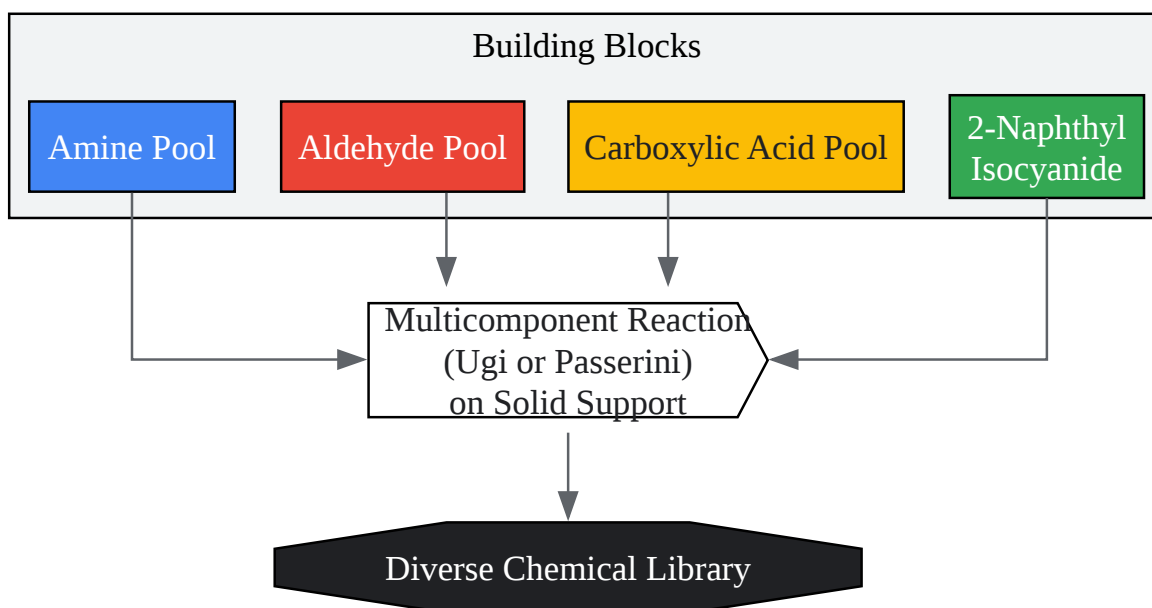 Building Blocks
Amine Pool
Aldehyde Pool
Carboxylic Acid Pool
2-Naphthyl
Isocyanide
Multicomponent Reaction
(Ugi or Passerini)
on Solid Support
Diverse Chemical Library